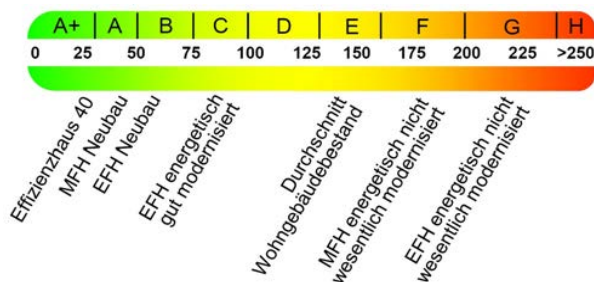 A+ A B C D E F G H
0 25 50 75 100 125 150 175 200 225 >250
Effizienzhaus 40
MFH Neubau
EFH Neubau
EFH energetisch
gut modernisiert
Durchschnitt
Wohngebäudebestand
MFH energetisch nicht
wesentlich modernisiert
EFH energetisch nicht
wesentlich modernisiert